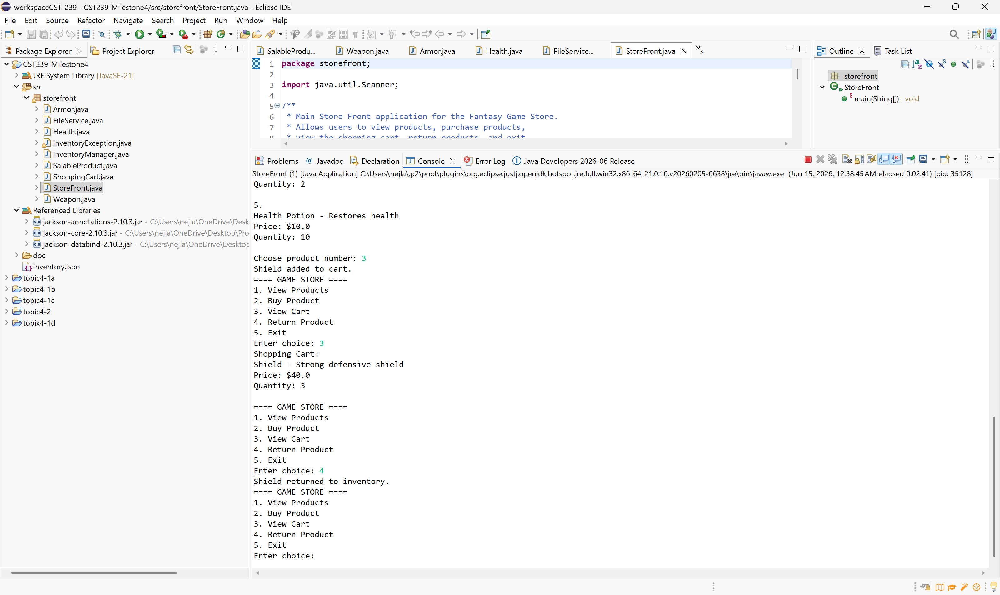 workspaceCST-239 - CST239-Milestone4/src/storefront/StoreFront.java - Eclipse IDE
File Edit Source Refactor Navigate Search Project Run Window Help
Package Explorer Project Explorer
CST239-Milestone4
JRE System Library [JavaSE-21]
src
storefront
Armor.java
FileService.java
Health.java
InventoryException.java
InventoryManager.java
SalableProduct.java
ShoppingCart.java
StoreFront.java
Weapon.java
Referenced Libraries
jackson-annotations-2.10.3.jar - C:\Users\nejla\OneDrive\Desk
jackson-core-2.10.3.jar - C:\Users\nejla\OneDrive\Desktop\Pro
jackson-databind-2.10.3.jar - C:\Users\nejla\OneDrive\Desktop
doc
inventory.json
topic4-1a
topic4-1b
topic4-1c
topic4-2
topix4-1d
SalableProdu... Weapon.java Armor.java Health.java FileService... StoreFront.java »3
1 package storefront;
2
3 import java.util.Scanner;
4
5 /**
6 * Main Store Front application for the Fantasy Game Store.
7 * Allows users to view products, purchase products,
8 * view the shopping cart, return products, and exit
Outline Task List
storefront
StoreFront
main(String[]) : void
Problems Javadoc Declaration Console Error Log Java Developers 2026-06 Release
StoreFront (1) [Java Application] C:\Users\nejla\.p2\pool\plugins\org.eclipse.justj.openjdk.hotspot.jre.full.win32.x86_64_21.0.10.v20260205-0638\jre\bin\javaw.exe (Jun 15, 2026, 12:38:45 AM elapsed 0:02:41) [pid: 35128]
Quantity: 2
5.
Health Potion - Restores health
Price: $10.0
Quantity: 10
Choose product number: 3
Shield added to cart.
==== GAME STORE ====
1. View Products
2. Buy Product
3. View Cart
4. Return Product
5. Exit
Enter choice: 3
Shopping Cart:
Shield - Strong defensive shield
Price: $40.0
Quantity: 3
==== GAME STORE ====
1. View Products
2. Buy Product
3. View Cart
4. Return Product
5. Exit
Enter choice: 4
Shield returned to inventory.
==== GAME STORE ====
1. View Products
2. Buy Product
3. View Cart
4. Return Product
5. Exit
Enter choice: